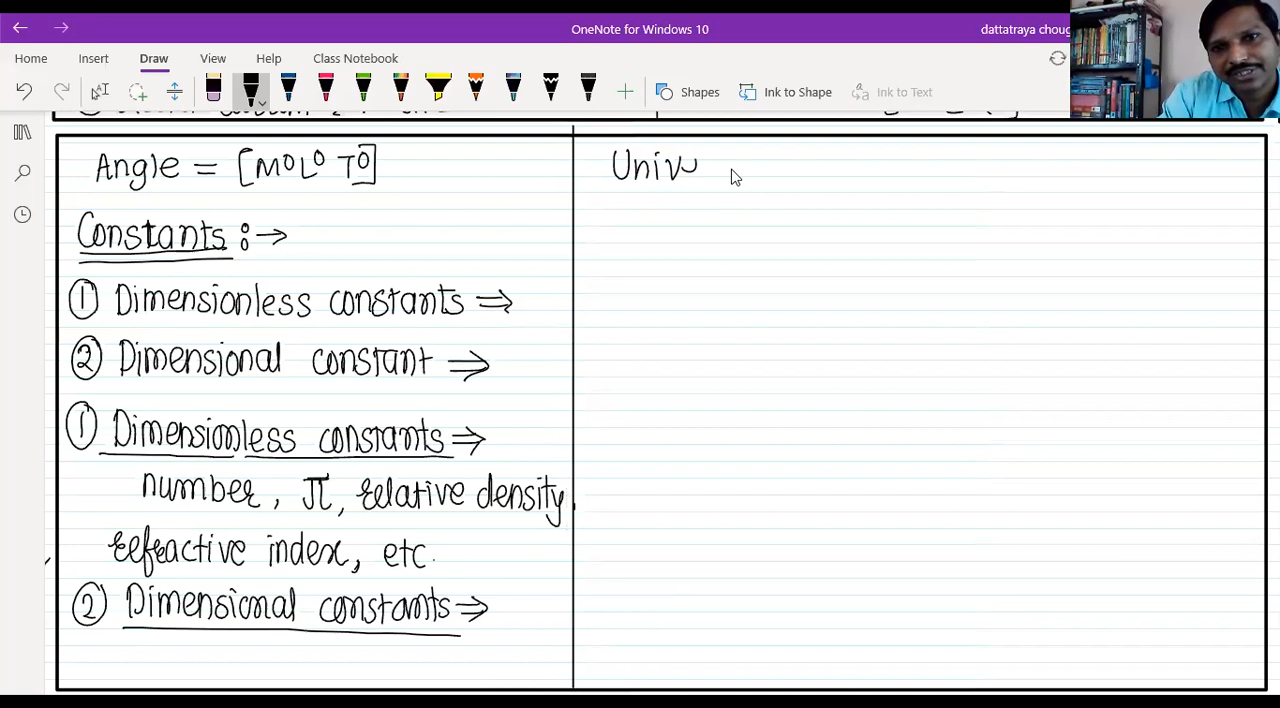 OneNote for Windows 10
dattatraya choug
Home Insert Draw View Help Class Notebook
Shapes Ink to Shape Ink to Text
Angle = [M⁰L⁰ T⁰]
Constants :→
① Dimensionless constants ⇒
② Dimensional constant ⇒
① Dimensionless constants ⇒
number, π, relative density,
refractive index, etc.
② Dimensional constants ⇒
Univ